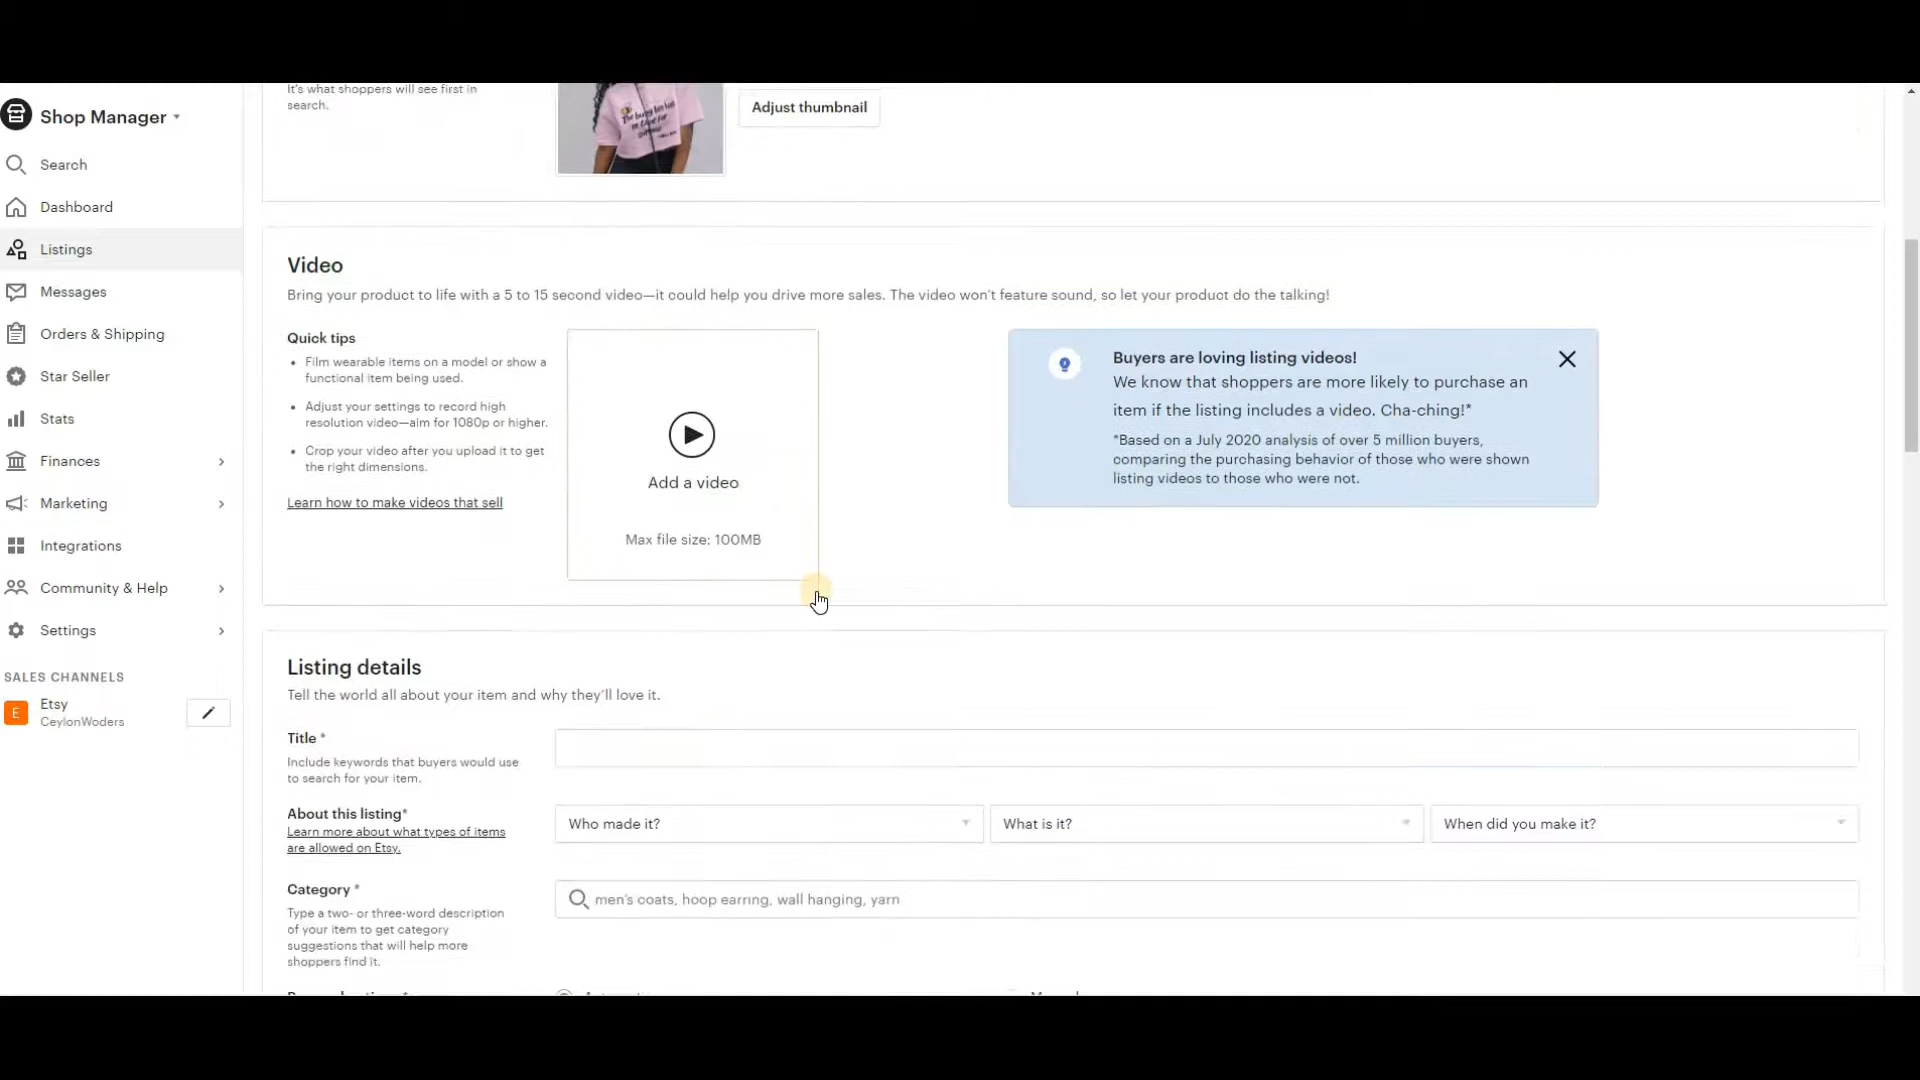 Shop Manager
Search
Dashboard
Listings
Messages
Orders & Shipping
Star Seller
Stats
Finances
Marketing
Integrations
Community & Help
Settings
SALES CHANNELS
E
Etsy
CeylonWoders
It's what shoppers will see first in
search.
Adjust thumbnail
Video
Bring your product to life with a 5 to 15 second video—it could help you drive more sales. The video won't feature sound, so let your product do the talking!
Quick tips
• Film wearable items on a model or show a
functional item being used.
• Adjust your settings to record high
resolution video—aim for 1080p or higher.
• Crop your video after you upload it to get
the right dimensions.
Learn how to make videos that sell
Add a video
Max file size: 100MB
Buyers are loving listing videos!
We know that shoppers are more likely to purchase an
item if the listing includes a video. Cha-ching!*
*Based on a July 2020 analysis of over 5 million buyers,
comparing the purchasing behavior of those who were shown
listing videos to those who were not.
Listing details
Tell the world all about your item and why they'll love it.
Title *
Include keywords that buyers would use
to search for your item.
About this listing*
Learn more about what types of items
are allowed on Etsy.
Who made it?
What is it?
When did you make it?
Category *
Type a two- or three-word description
of your item to get category
suggestions that will help more
shoppers find it.
men's coats, hoop earring, wall hanging, yarn